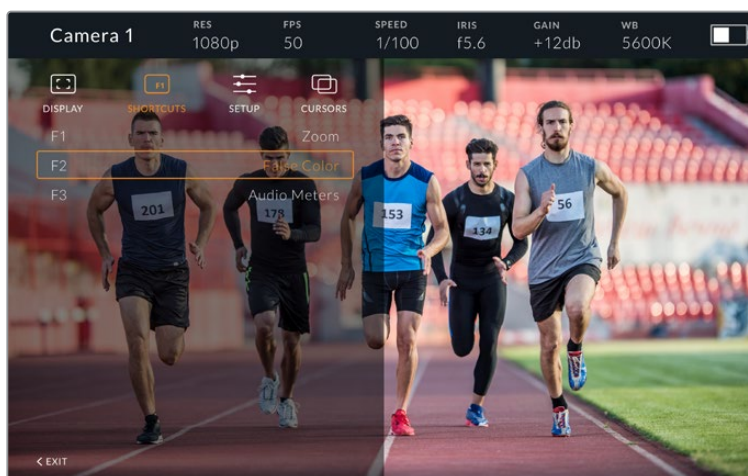 Camera 1
RES
1080p
FPS
50
SPEED
1/100
IRIS
f5.6
GAIN
+12db
WB
5600K
DISPLAY
F1
SHORTCUTS
SETUP
CURSORS
F1 Zoom
F2 False Color
F3 Audio Meters
201
178
153
134
56
< EXIT